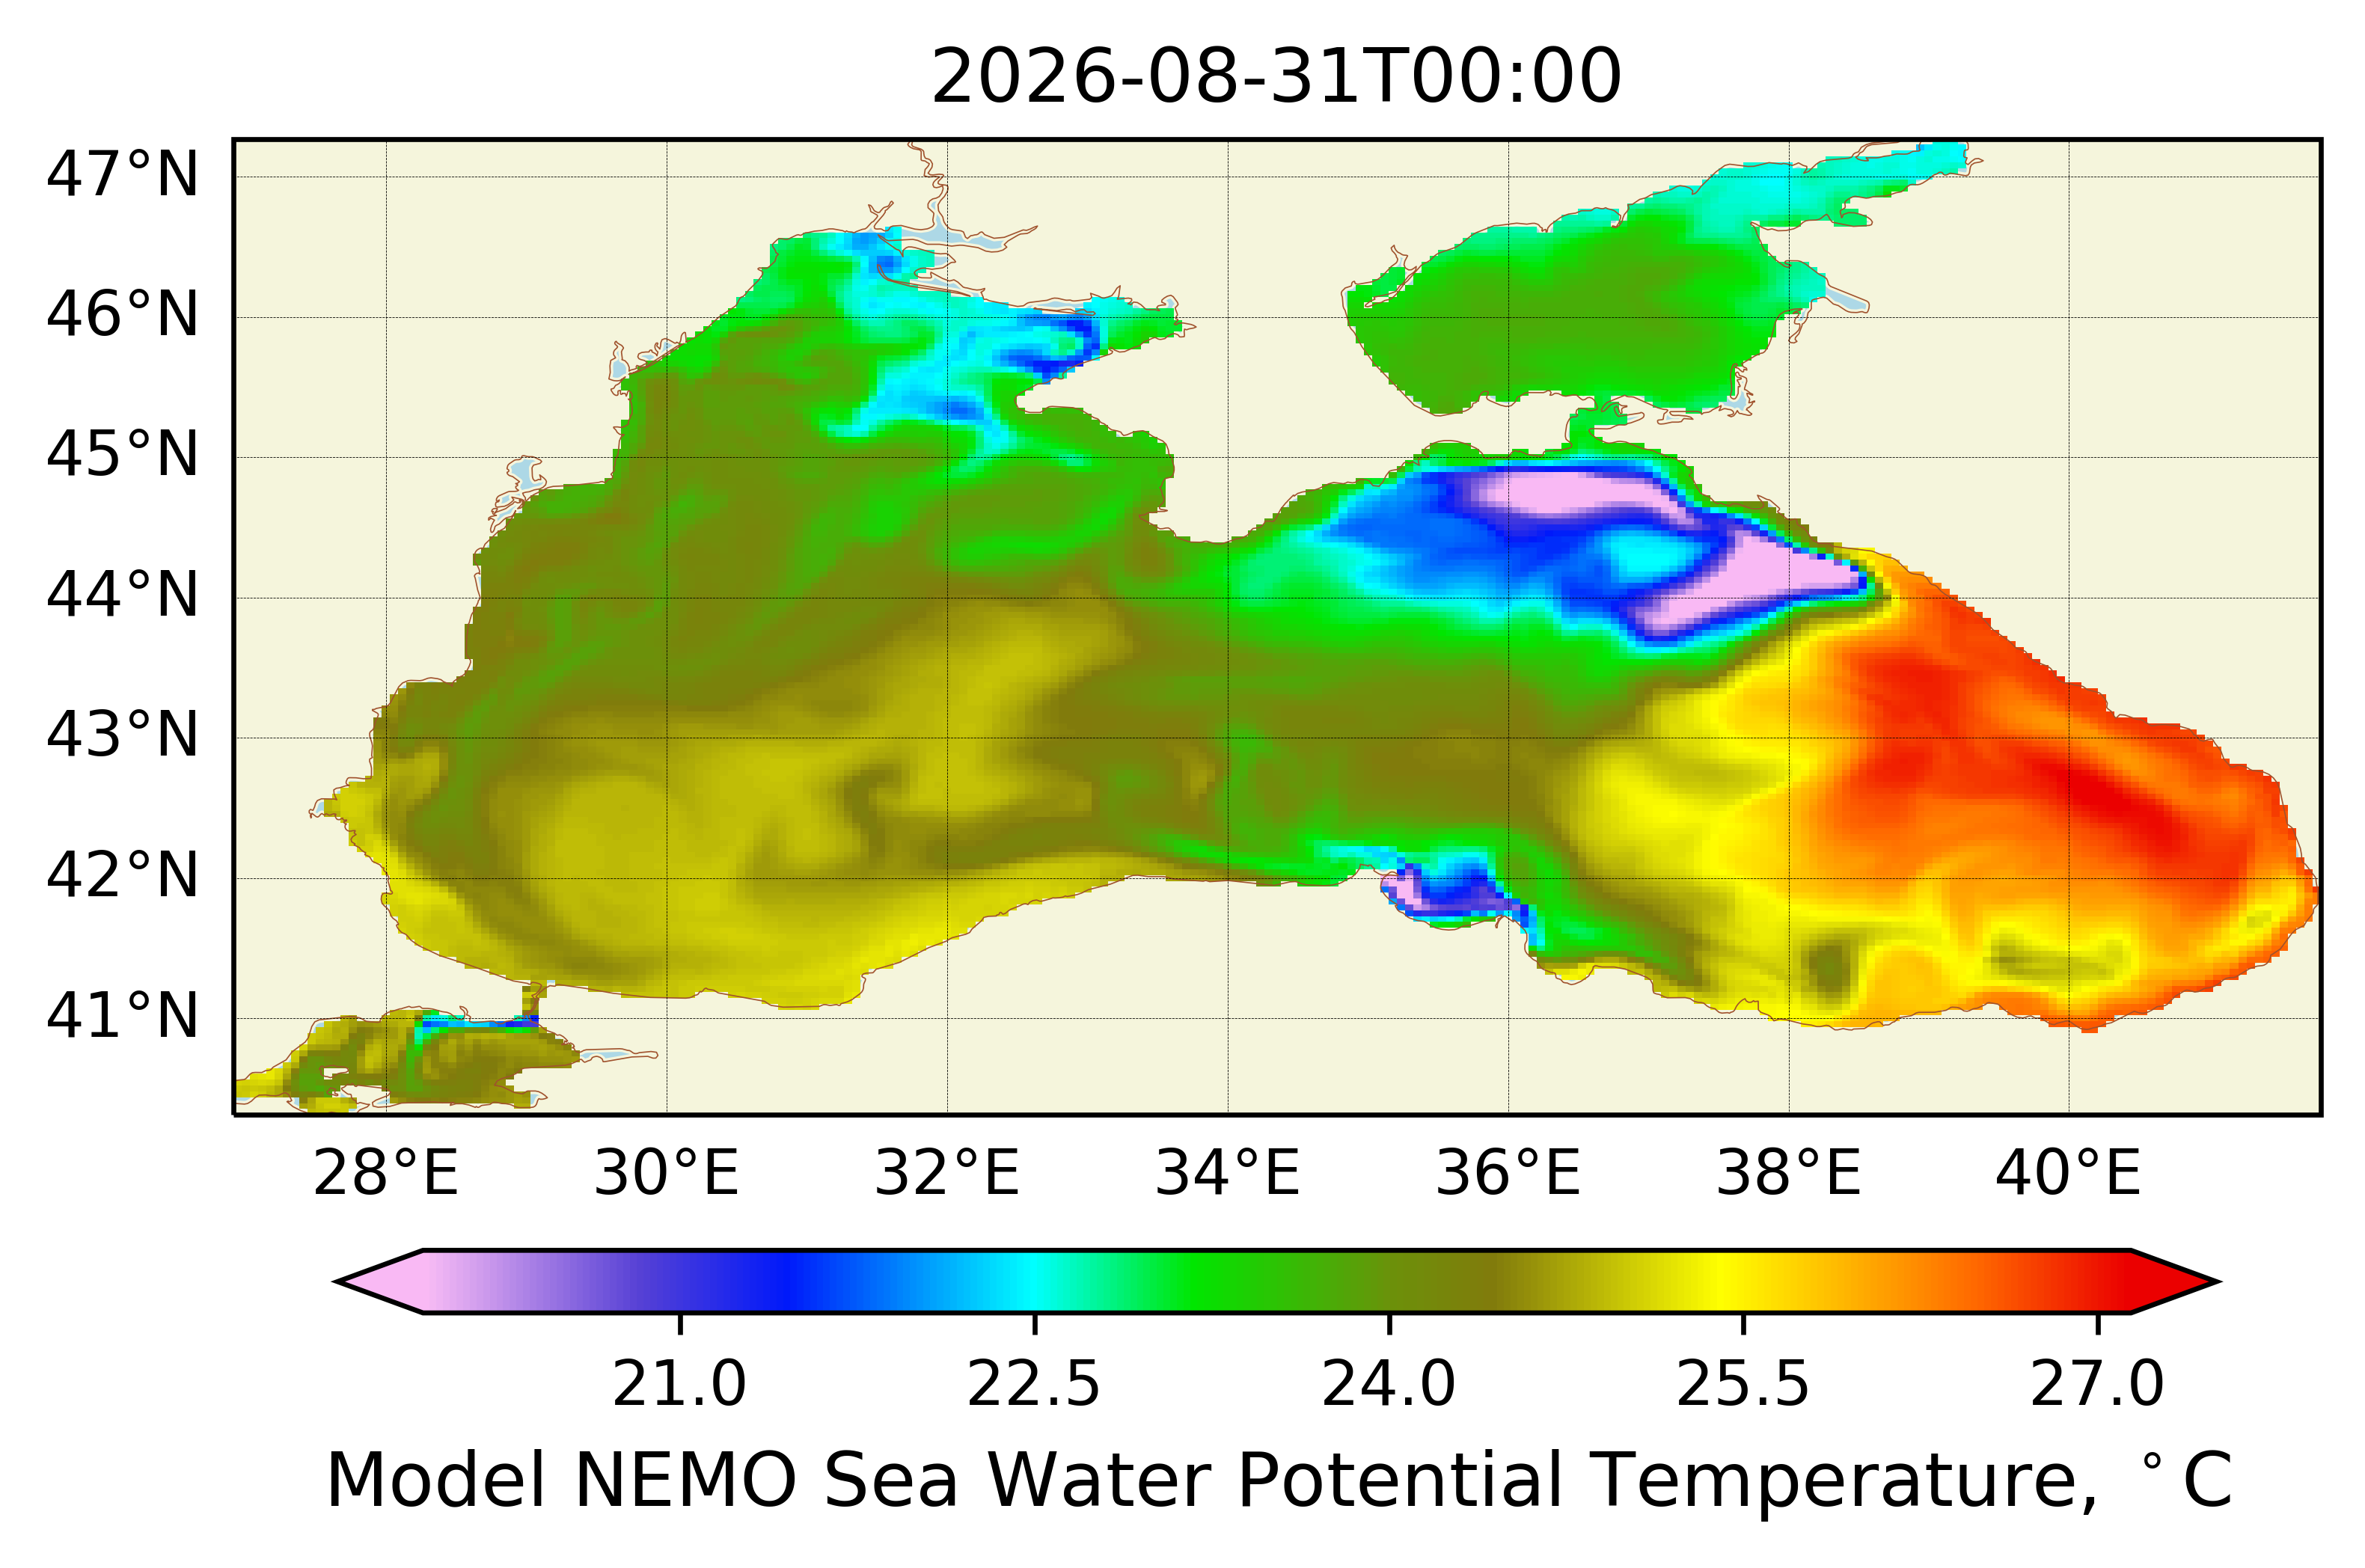 2026-08-31T00:00
47°N
46°N
45°N
44°N
43°N
42°N
41°N
28°E 30°E 32°E 34°E 36°E 38°E 40°E
21.0 22.5 24.0 25.5 27.0
Model NEMO Sea Water Potential Temperature, °C